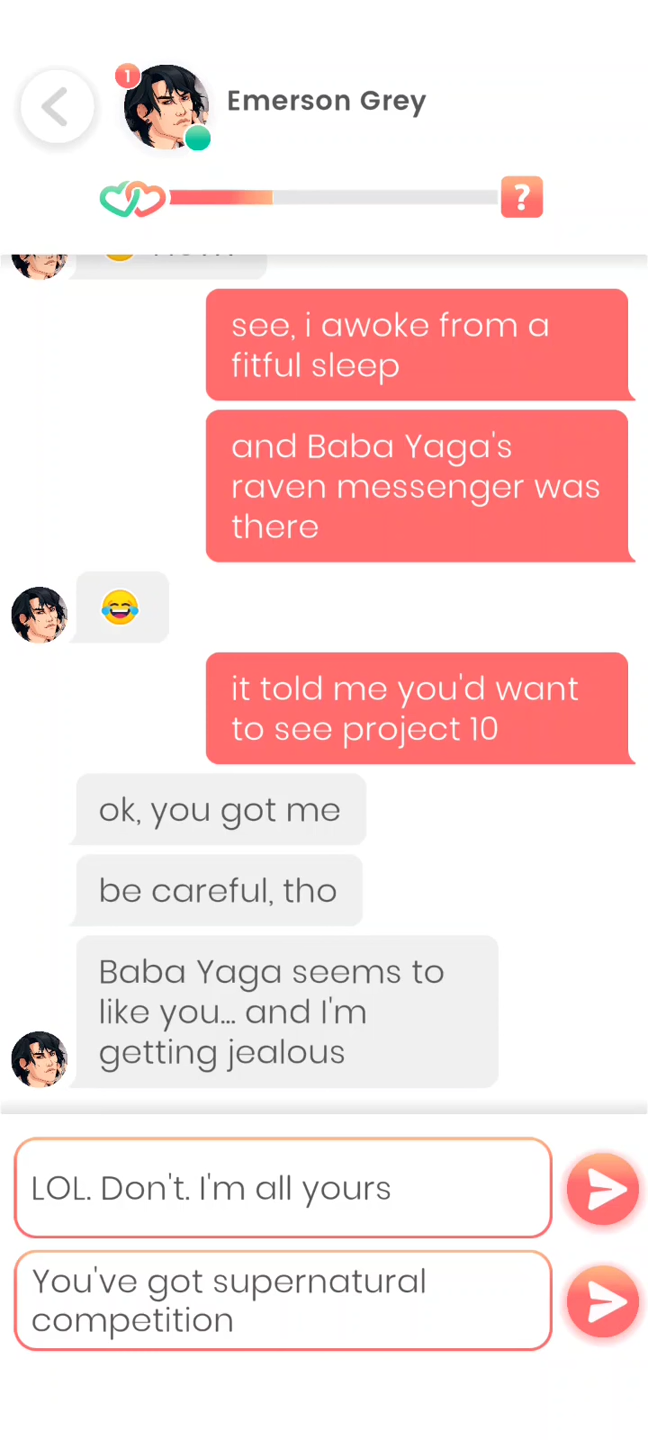 1
Emerson Grey
?
see, i awoke from a
fitful sleep
and Baba Yaga's
raven messenger was
there
😂
it told me you'd want
to see project 10
ok, you got me
be careful, tho
Baba Yaga seems to
like you... and I'm
getting jealous
LOL. Don't. I'm all yours
You've got supernatural
competition